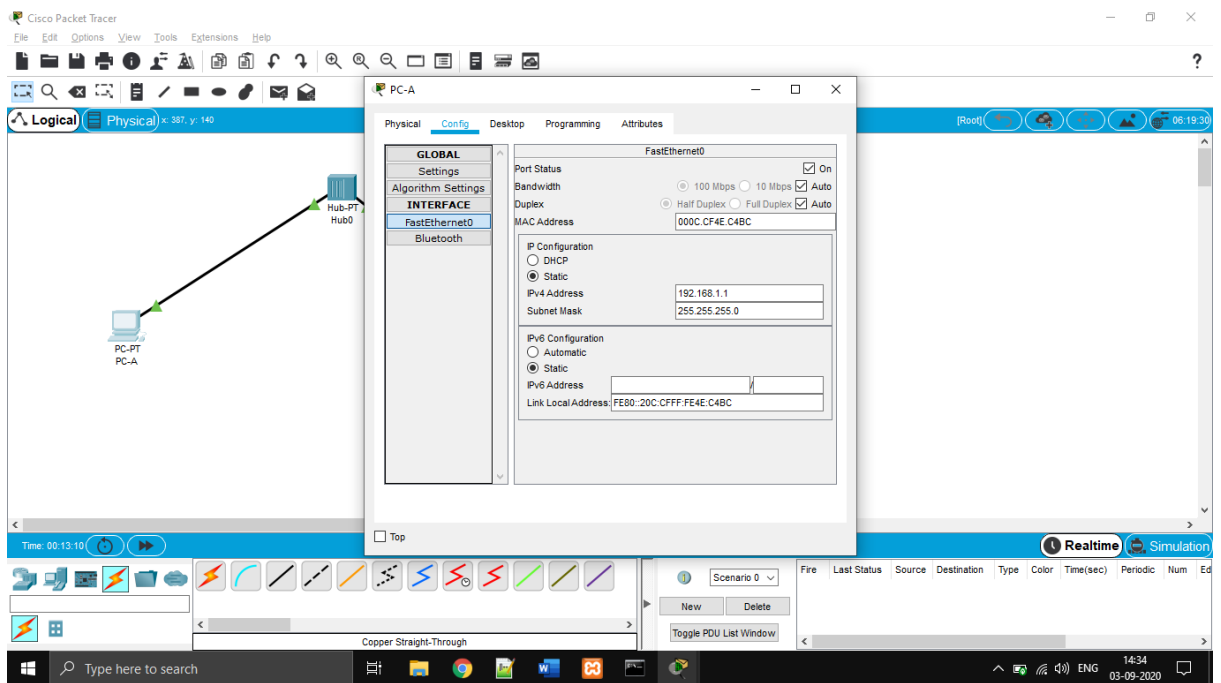 Cisco Packet Tracer
File Edit Options View Tools Extensions Help
?
PC-A
Logical Physical x: 387, y: 140
[Root] 06:19:30
Physical Config Desktop Programming Attributes
GLOBAL
Settings
Algorithm Settings
INTERFACE
FastEthernet0
Bluetooth
FastEthernet0
Port Status On
Bandwidth 100 Mbps 10 Mbps Auto
Duplex Half Duplex Full Duplex Auto
MAC Address 000C.CF4E.C4BC
IP Configuration
DHCP
Static
IPv4 Address 192.168.1.1
Subnet Mask 255.255.255.0
IPv6 Configuration
Automatic
Static
IPv6 Address /
Link Local Address: FE80::20C:CFFF:FE4E:C4BC
Top
Hub-PT
Hub0
PC-PT
PC-A
Time: 00:13:10
Realtime Simulation
Scenario 0
New Delete
Toggle PDU List Window
Fire Last Status Source Destination Type Color Time(sec) Periodic Num Ed
Copper Straight-Through
Type here to search
ENG
14:34
03-09-2020